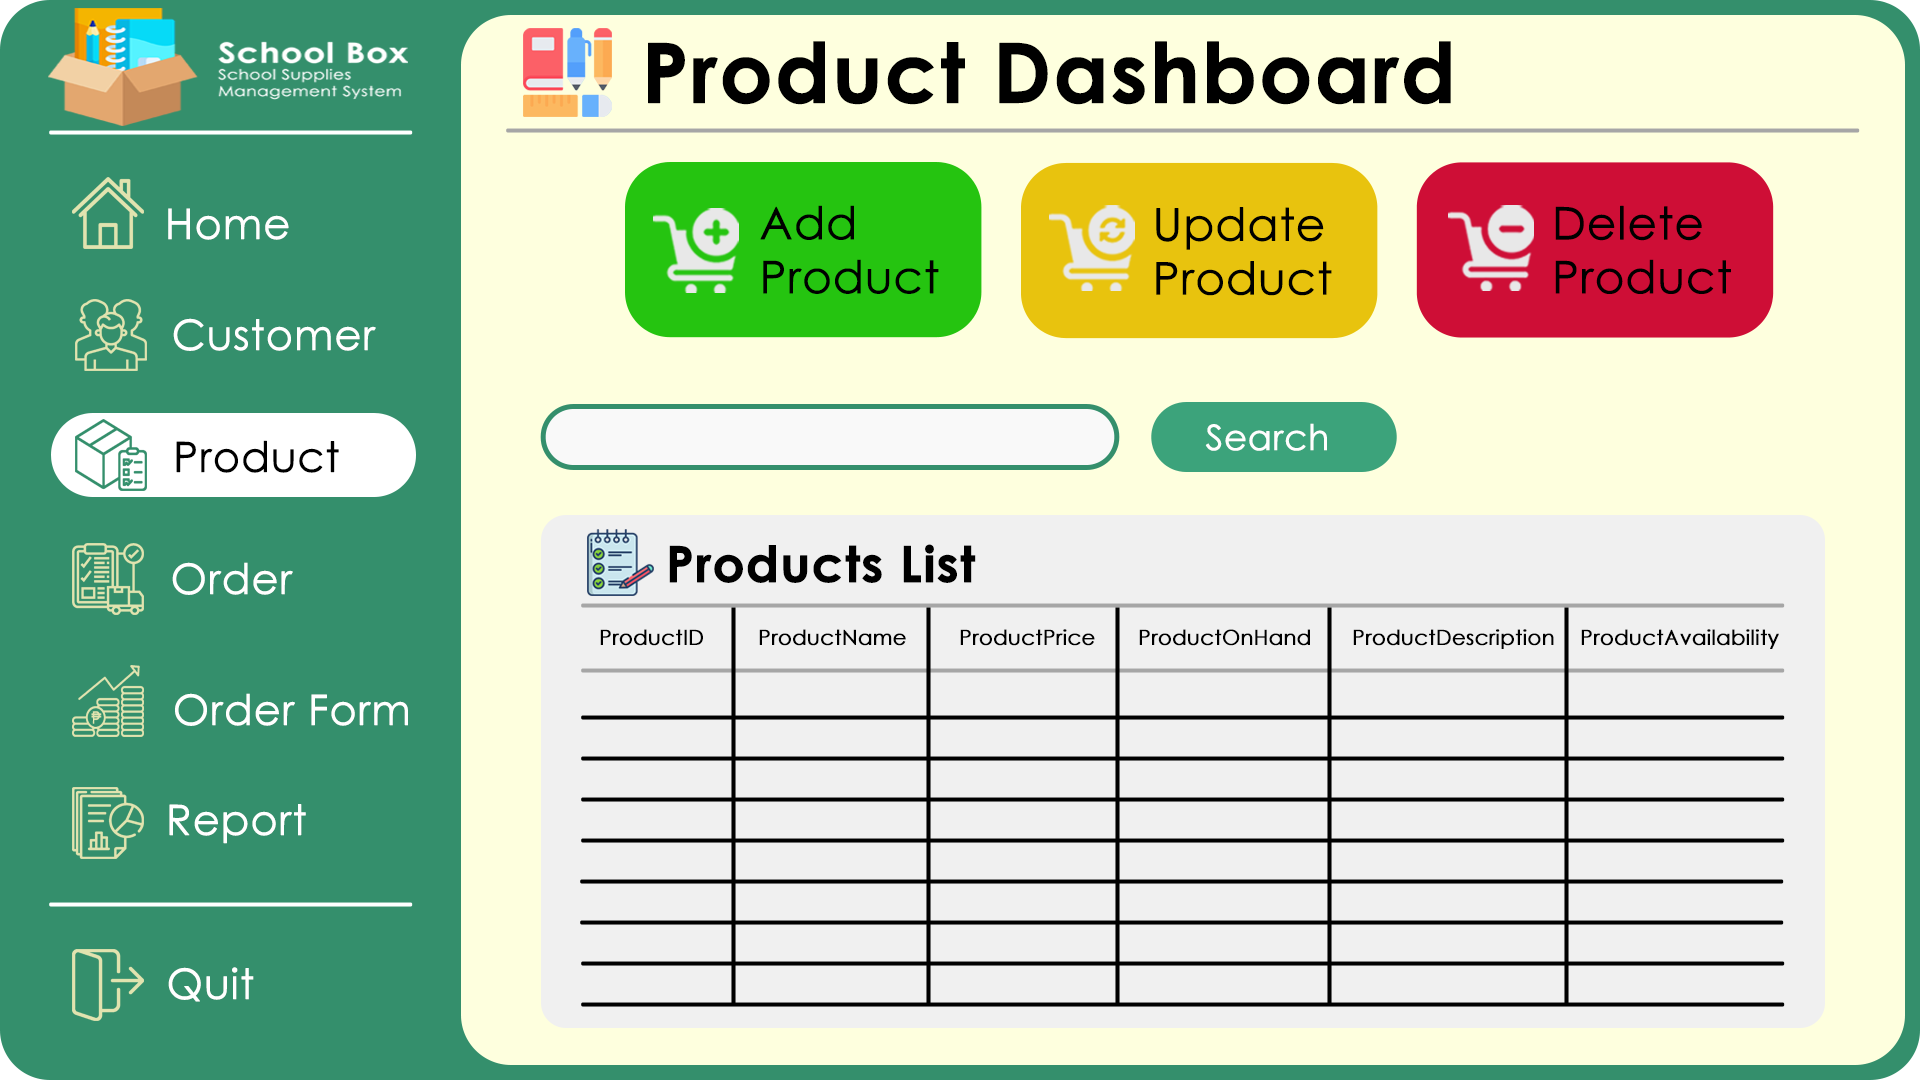 School Box
School Supplies
Management System
Home
Customer
Product
Order
Order Form
Report
Quit
Product Dashboard
Add
Product
Update
Product
Delete
Product
Search
Products List
ProductID ProductName ProductPrice ProductOnHand ProductDescription ProductAvailability